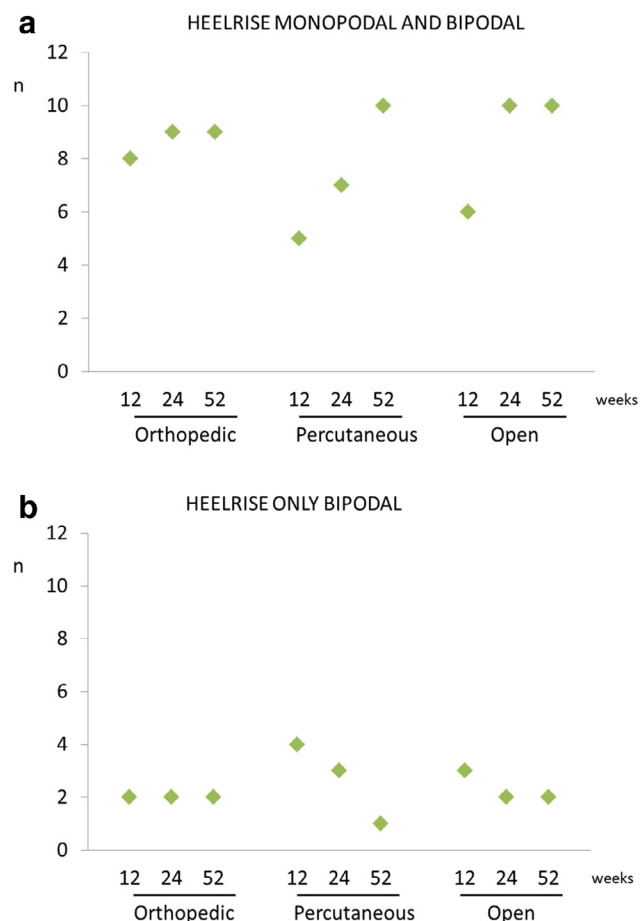 a
HEELRISE MONOPODAL AND BIPODAL
n
12
10
8
6
4
2
0
12 24 52 12 24 52 12 24 52 weeks
Orthopedic Percutaneous Open
b
HEELRISE ONLY BIPODAL
n
12
10
8
6
4
2
0
12 24 52 12 24 52 12 24 52 weeks
Orthopedic Percutaneous Open